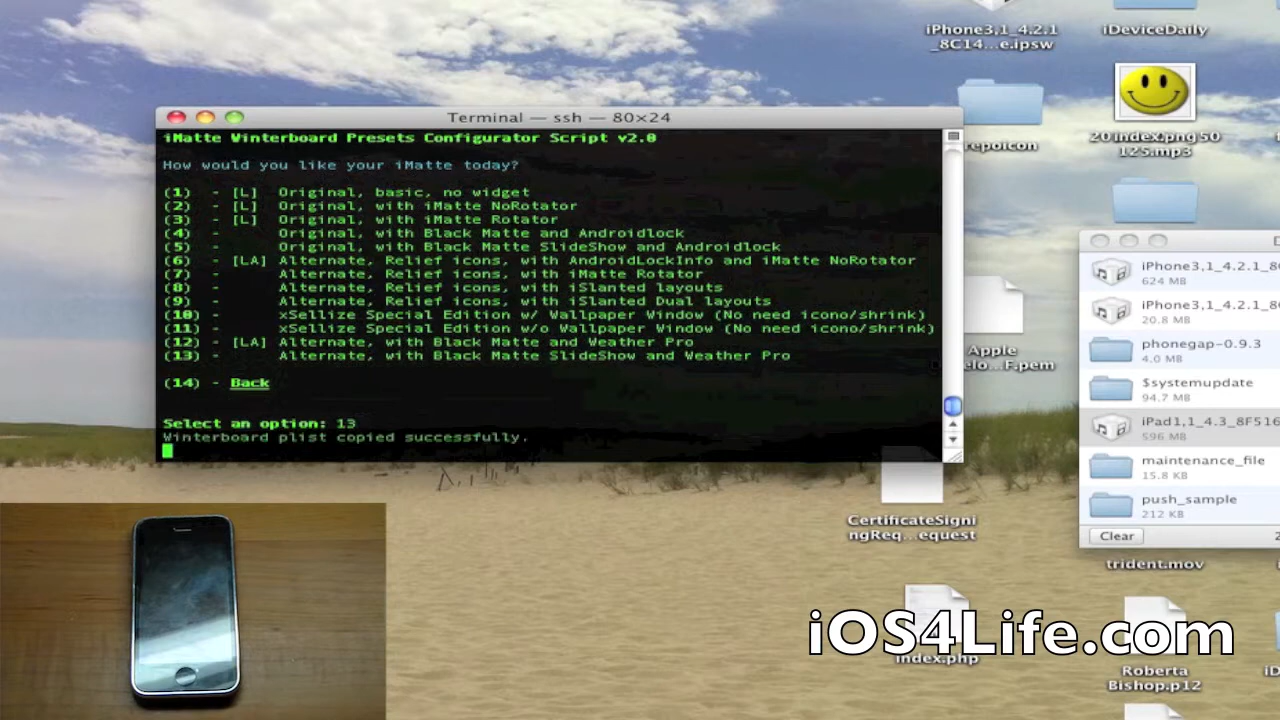 iPhone3,1_4.2.1
_8C14...e.ipsw
iDeviceDaily
Terminal — ssh — 80×24
iMatte Winterboard Presets Configurator Script v2.0
How would you like your iMatte today?
(1) - [L] Original, basic, no widget
(2) - [L] Original, with iMatte NoRotator
(3) - [L] Original, with iMatte Rotator
(4) - Original, with Black Matte and Androidlock
(5) - Original, with Black Matte SlideShow and Androidlock
(6) - [LA] Alternate, Relief icons, with AndroidLockInfo and iMatte NoRotator
(7) - Alternate, Relief icons, with iMatte Rotator
(8) - Alternate, Relief icons, with iSlanted layouts
(9) - Alternate, Relief icons, with iSlanted Dual layouts
(10) - xSellize Special Edition w/ Wallpaper Window (No need icono/shrink)
(11) - xSellize Special Edition w/o Wallpaper Window (No need icono/shrink)
(12) - [LA] Alternate, with Black Matte and Weather Pro
(13) - Alternate, with Black Matte SlideShow and Weather Pro
(14) - Back
Select an option: 13
Winterboard plist copied successfully.
repoicon
125.mp3
Apple
F.pem
iPhone3,1_4.2.1_8
624 MB
iPhone3,1_4.2.1_8
20.8 MB
phonegap-0.9.3
4.0 MB
$systemupdate
94.7 MB
iPad1,1_4.3_8F516
596 MB
maintenance_file
15.8 KB
push_sample
212 KB
Clear
CertificateSigni
ngReq...equest
trident.mov
index.php
iOS4Life.com
Roberta
Bishop.p12